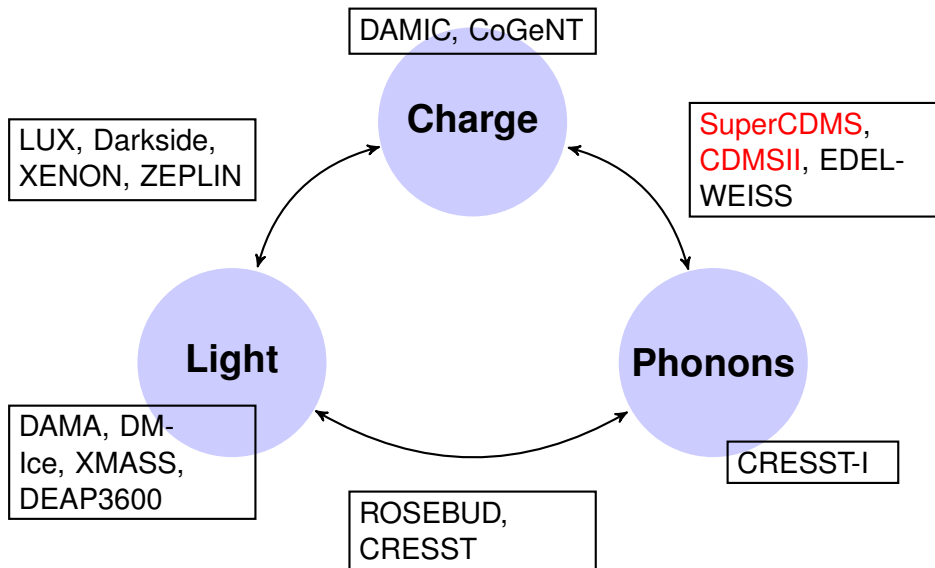 DAMIC, CoGeNT
Charge
LUX, Darkside,
XENON, ZEPLIN
SuperCDMS,
CDMSII, EDEL-
WEISS
Light
Phonons
DAMA, DM-
Ice, XMASS,
DEAP3600
CRESST-I
ROSEBUD,
CRESST